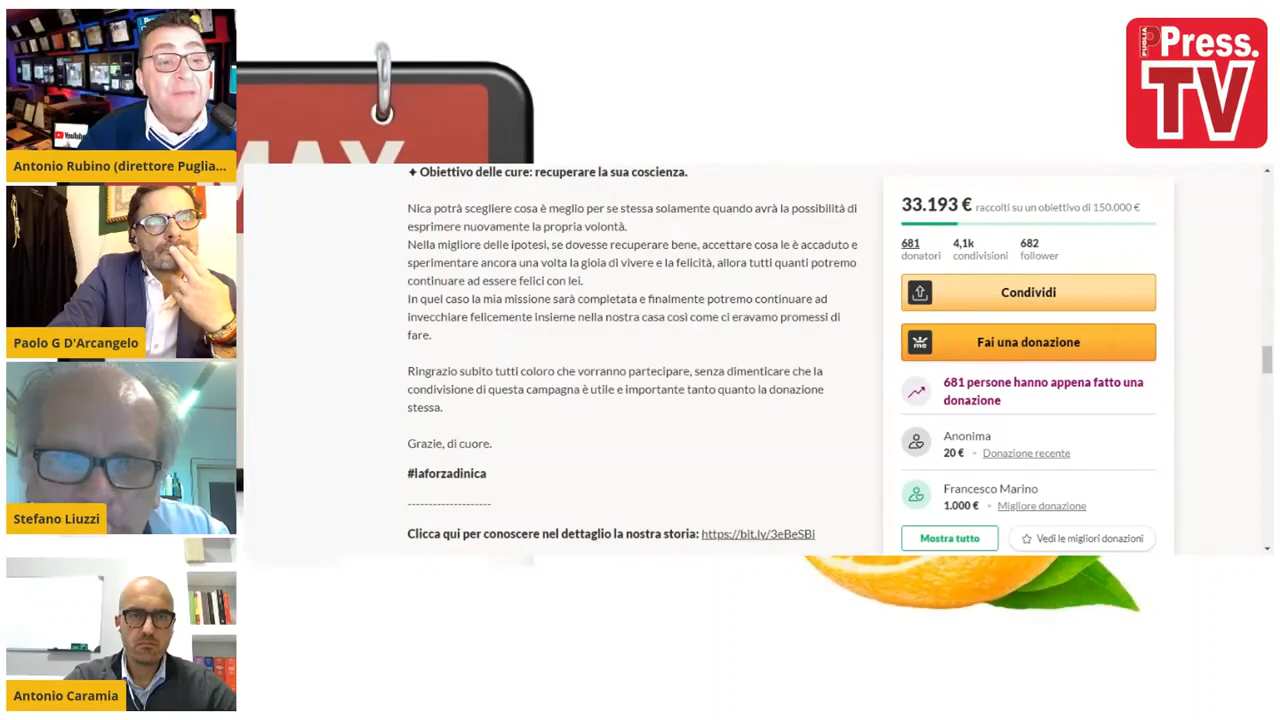 YouTube
Antonio Rubino (direttore Puglia...
Paolo G D'Arcangelo
Stefano Liuzzi
Antonio Caramia
PUGLIA
Press.
TV
✦ Obiettivo delle cure: recuperare la sua coscienza.
Nica potrà scegliere cosa è meglio per se stessa solamente quando avrà la possibilità di
esprimere nuovamente la propria volontà.
Nella migliore delle ipotesi, se dovesse recuperare bene, accettare cosa le è accaduto e
sperimentare ancora una volta la gioia di vivere e la felicità, allora tutti quanti potremo
continuare ad essere felici con lei.
In quel caso la mia missione sarà completata e finalmente potremo continuare ad
invecchiare felicemente insieme nella nostra casa così come ci eravamo promessi di
fare.
Ringrazio subito tutti coloro che vorranno partecipare, senza dimenticare che la
condivisione di questa campagna è utile e importante tanto quanto la donazione
stessa.
Grazie, di cuore.
#laforzadinica
--------------------
Clicca qui per conoscere nel dettaglio la nostra storia: https://bit.ly/3eBeSBi
33.193 € raccolti su un obiettivo di 150.000 €
681 4,1k 682
donatori condivisioni follower
Condividi
me Fai una donazione
681 persone hanno appena fatto una
donazione
Anonima
20 € • Donazione recente
Francesco Marino
1.000 € • Migliore donazione
Mostra tutto
Vedi le migliori donazioni